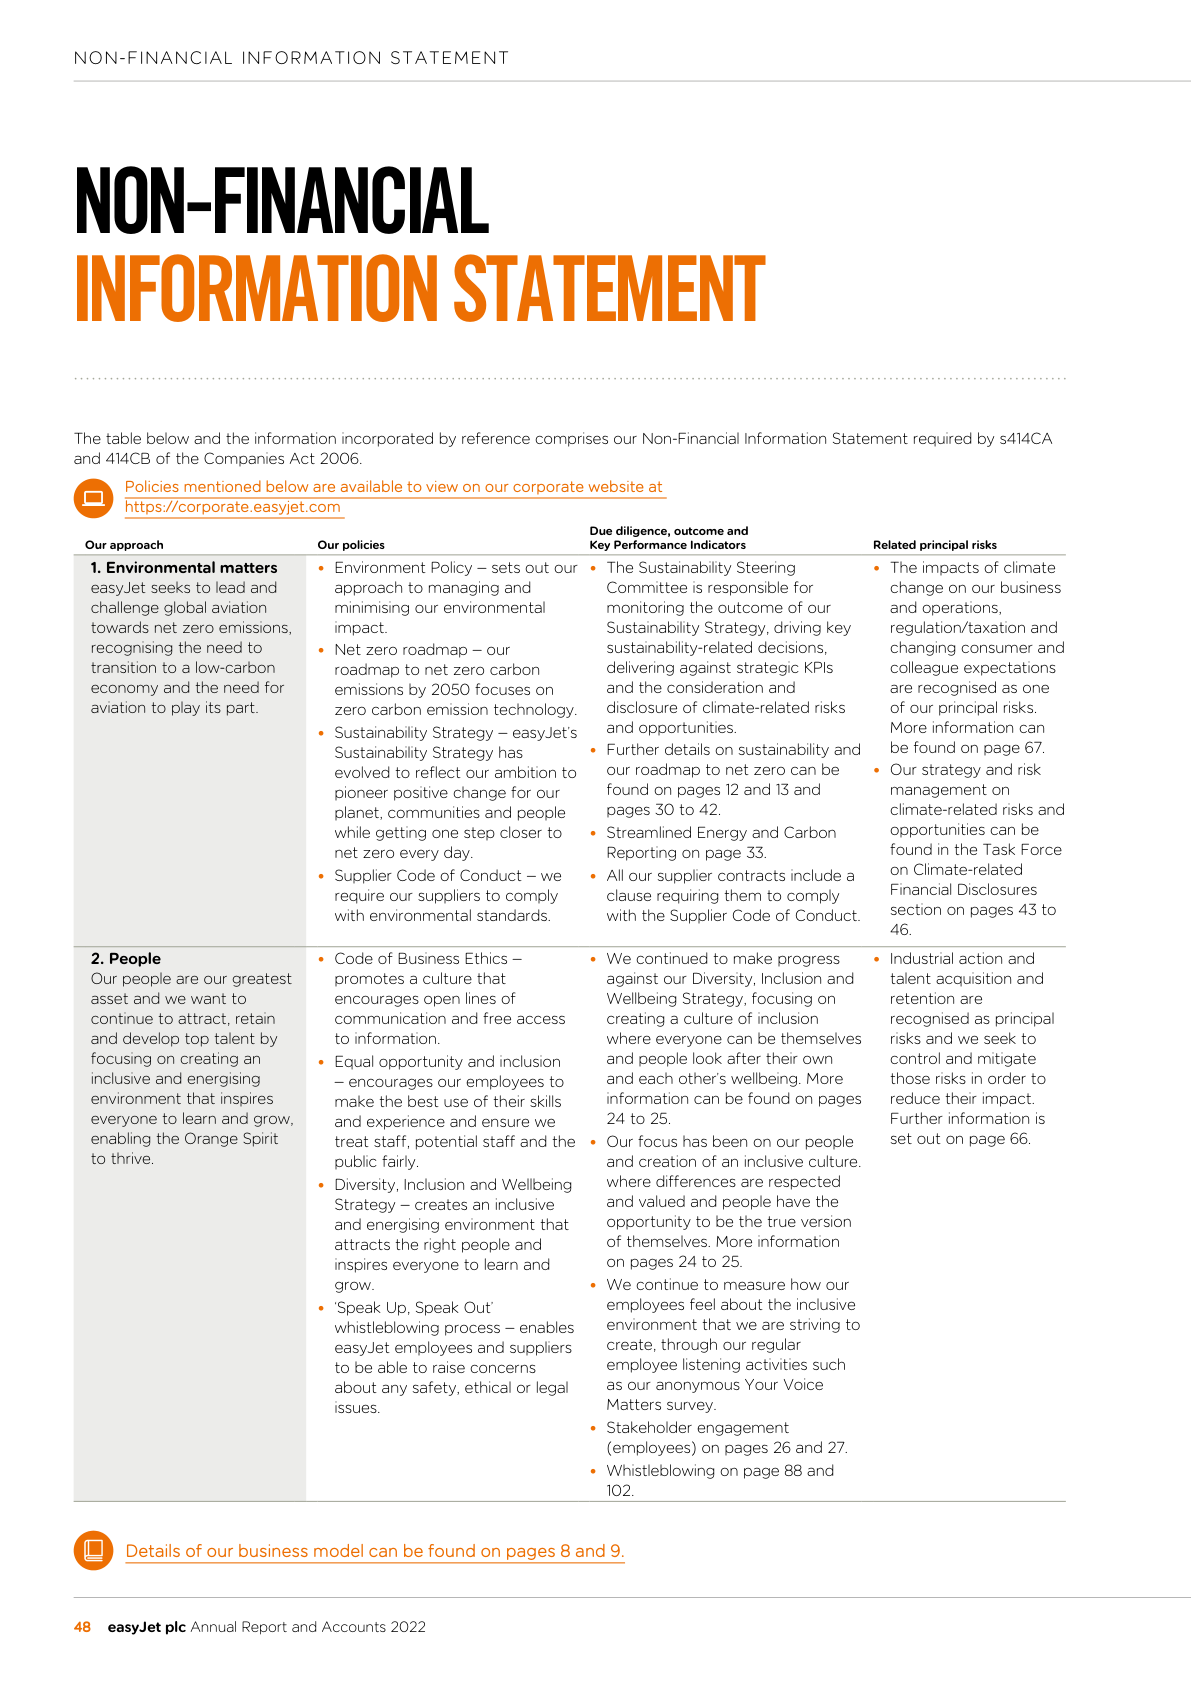 NON-FINANCIAL INFORMATION STATEMENT
NON-FINANCIAL
INFORMATION STATEMENT
The table below and the information incorporated by reference comprises our Non-Financial Information Statement required by s414CA
and 414CB of the Companies Act 2006.
Policies mentioned below are available to view on our corporate website at
https://corporate.easyjet.com
Our approach
Our policies
Due diligence, outcome and
Key Performance Indicators
Related principal risks
1. Environmental matters
easyJet seeks to lead and
challenge global aviation
towards net zero emissions,
recognising the need to
transition to a low-carbon
economy and the need for
aviation to play its part.
• Environment Policy – sets out our
approach to managing and
minimising our environmental
impact.
• Net zero roadmap – our
roadmap to net zero carbon
emissions by 2050 focuses on
zero carbon emission technology.
• Sustainability Strategy – easyJet's
Sustainability Strategy has
evolved to reflect our ambition to
pioneer positive change for our
planet, communities and people
while getting one step closer to
net zero every day.
• Supplier Code of Conduct – we
require our suppliers to comply
with environmental standards.
• The Sustainability Steering
Committee is responsible for
monitoring the outcome of our
Sustainability Strategy, driving key
sustainability-related decisions,
delivering against strategic KPIs
and the consideration and
disclosure of climate-related risks
and opportunities.
• Further details on sustainability and
our roadmap to net zero can be
found on pages 12 and 13 and
pages 30 to 42.
• Streamlined Energy and Carbon
Reporting on page 33.
• All our supplier contracts include a
clause requiring them to comply
with the Supplier Code of Conduct.
• The impacts of climate
change on our business
and operations,
regulation/taxation and
changing consumer and
colleague expectations
are recognised as one
of our principal risks.
More information can
be found on page 67.
• Our strategy and risk
management on
climate-related risks and
opportunities can be
found in the Task Force
on Climate-related
Financial Disclosures
section on pages 43 to
46.
2. People
Our people are our greatest
asset and we want to
continue to attract, retain
and develop top talent by
focusing on creating an
inclusive and energising
environment that inspires
everyone to learn and grow,
enabling the Orange Spirit
to thrive.
• Code of Business Ethics –
promotes a culture that
encourages open lines of
communication and free access
to information.
• Equal opportunity and inclusion
– encourages our employees to
make the best use of their skills
and experience and ensure we
treat staff, potential staff and the
public fairly.
• Diversity, Inclusion and Wellbeing
Strategy – creates an inclusive
and energising environment that
attracts the right people and
inspires everyone to learn and
grow.
• 'Speak Up, Speak Out'
whistleblowing process – enables
easyJet employees and suppliers
to be able to raise concerns
about any safety, ethical or legal
issues.
• We continued to make progress
against our Diversity, Inclusion and
Wellbeing Strategy, focusing on
creating a culture of inclusion
where everyone can be themselves
and people look after their own
and each other's wellbeing. More
information can be found on pages
24 to 25.
• Our focus has been on our people
and creation of an inclusive culture.
where differences are respected
and valued and people have the
opportunity to be the true version
of themselves. More information
on pages 24 to 25.
• We continue to measure how our
employees feel about the inclusive
environment that we are striving to
create, through our regular
employee listening activities such
as our anonymous Your Voice
Matters survey.
• Stakeholder engagement
(employees) on pages 26 and 27.
• Whistleblowing on page 88 and
102.
• Industrial action and
talent acquisition and
retention are
recognised as principal
risks and we seek to
control and mitigate
those risks in order to
reduce their impact.
Further information is
set out on page 66.
Details of our business model can be found on pages 8 and 9.
48 easyJet plc Annual Report and Accounts 2022